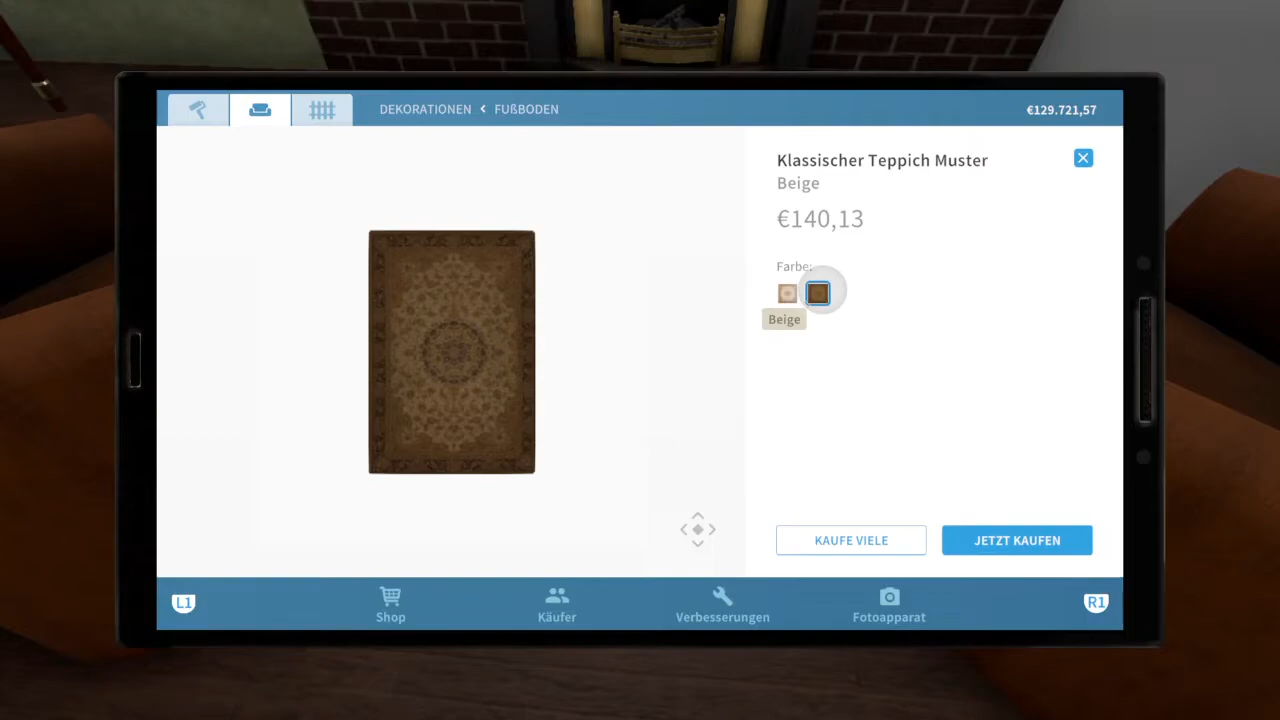 DEKORATIONEN < FUßBODEN
€129.721,57
Klassischer Teppich Muster
Beige
€140,13
Farbe:
Beige
KAUFE VIELE
JETZT KAUFEN
L1
Shop
Käufer
Verbesserungen
Fotoapparat
R1